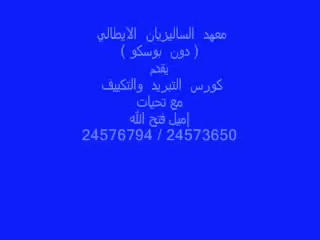 معهد الساليزيان الايطالي
( دون بوسكو )
يقدم
كورس التبريد والتكييف
مع تحيات
إميل فتح الله
24576794 / 24573650